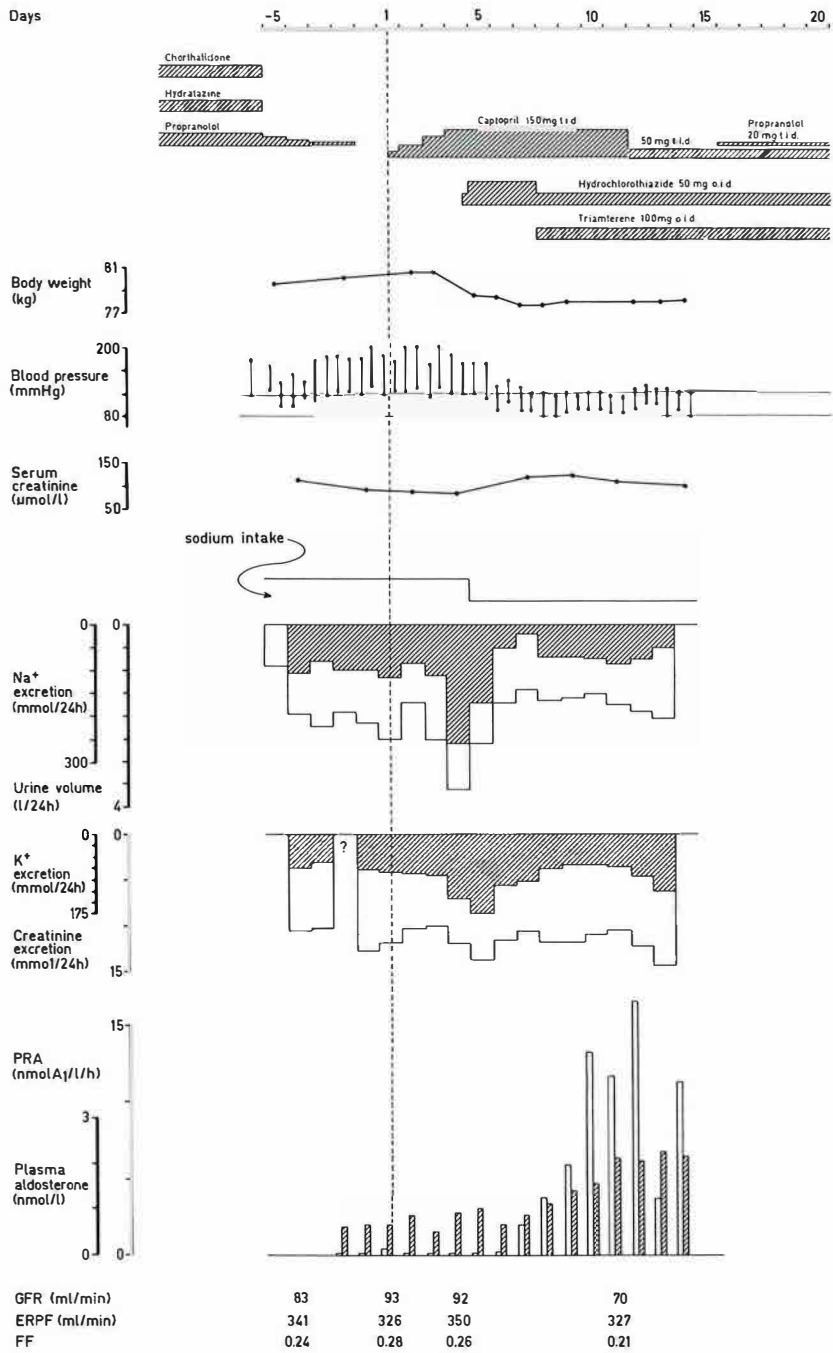 Days -5 1 5 10 15 20
Chorthalidone
Hydralazine
Propranolol
Captopril 150mg t.i.d
50 mg t.i.d
Propranolol
20 mg t.i.d.
Hydrochlorothiazide 50 mg o.i.d
Triamterene 100mg o.i.d
Body weight
(kg)
81
77
Blood pressure
(mmHg)
200
80
Serum
creatinine
(µmol/l)
150
50
sodium intake
0 0
Na+
excretion
(mmol/24h)
300
Urine volume
(l/24h)
4
0 0
K+
excretion
(mmol/24h)
175
?
Creatinine
excretion
(mmol/24h)
15
15
PRA
(nmolA1/l/h)
3
Plasma
aldosterone
(nmol/l)
0 0
GFR (ml/min) 83 93 92 70
ERPF (ml/min) 341 326 350 327
FF 0.24 0.28 0.26 0.21